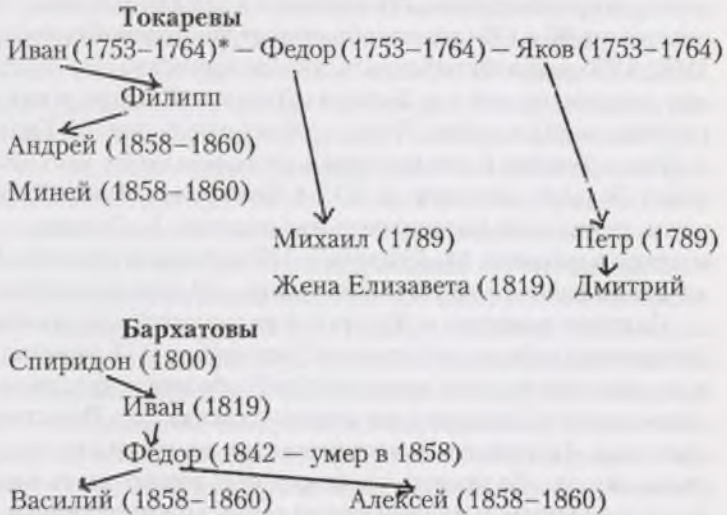 Токаревы
Иван (1753–1764)* — Федор (1753–1764) — Яков (1753–1764)
Филипп
Андрей (1858–1860)
Миней (1858–1860)
Михаил (1789) Петр (1789)
Жена Елизавета (1819) Дмитрий
Бархатовы
Спиридон (1800)
Иван (1819)
Федор (1842 — умер в 1858)
Василий (1858–1860) Алексей (1858–1860)